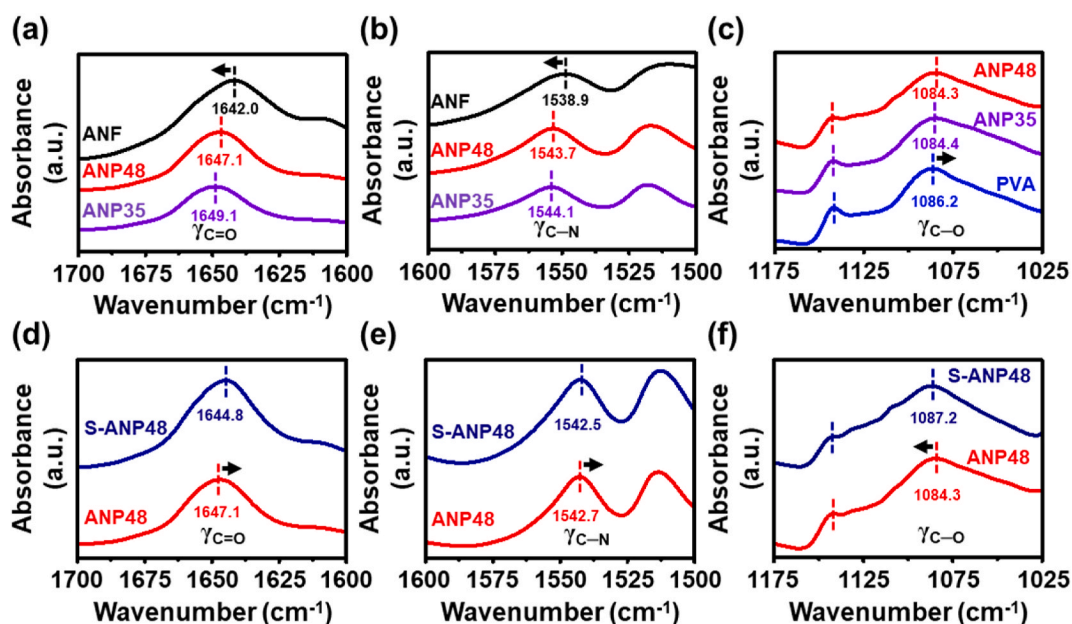 (a)
Absorbance
(a.u.)
ANF
1642.0
ANP48
1647.1
ANP35
1649.1
γC=O
1700 1675 1650 1625 1600
Wavenumber (cm-1)
(b)
Absorbance
(a.u.)
ANF
1538.9
ANP48
1543.7
ANP35
1544.1
γC—N
1600 1575 1550 1525 1500
Wavenumber (cm-1)
(c)
Absorbance
(a.u.)
ANP48
1084.3
ANP35
1084.4
PVA
1086.2
γC—O
1175 1125 1075 1025
Wavenumber (cm-1)
(d)
Absorbance
(a.u.)
S-ANP48
1644.8
ANP48
1647.1
γC=O
1700 1675 1650 1625 1600
Wavenumber (cm-1)
(e)
Absorbance
(a.u.)
S-ANP48
1542.5
ANP48
1542.7
γC—N
1600 1575 1550 1525 1500
Wavenumber (cm-1)
(f)
Absorbance
(a.u.)
S-ANP48
1087.2
ANP48
1084.3
γC—O
1175 1125 1075 1025
Wavenumber (cm-1)